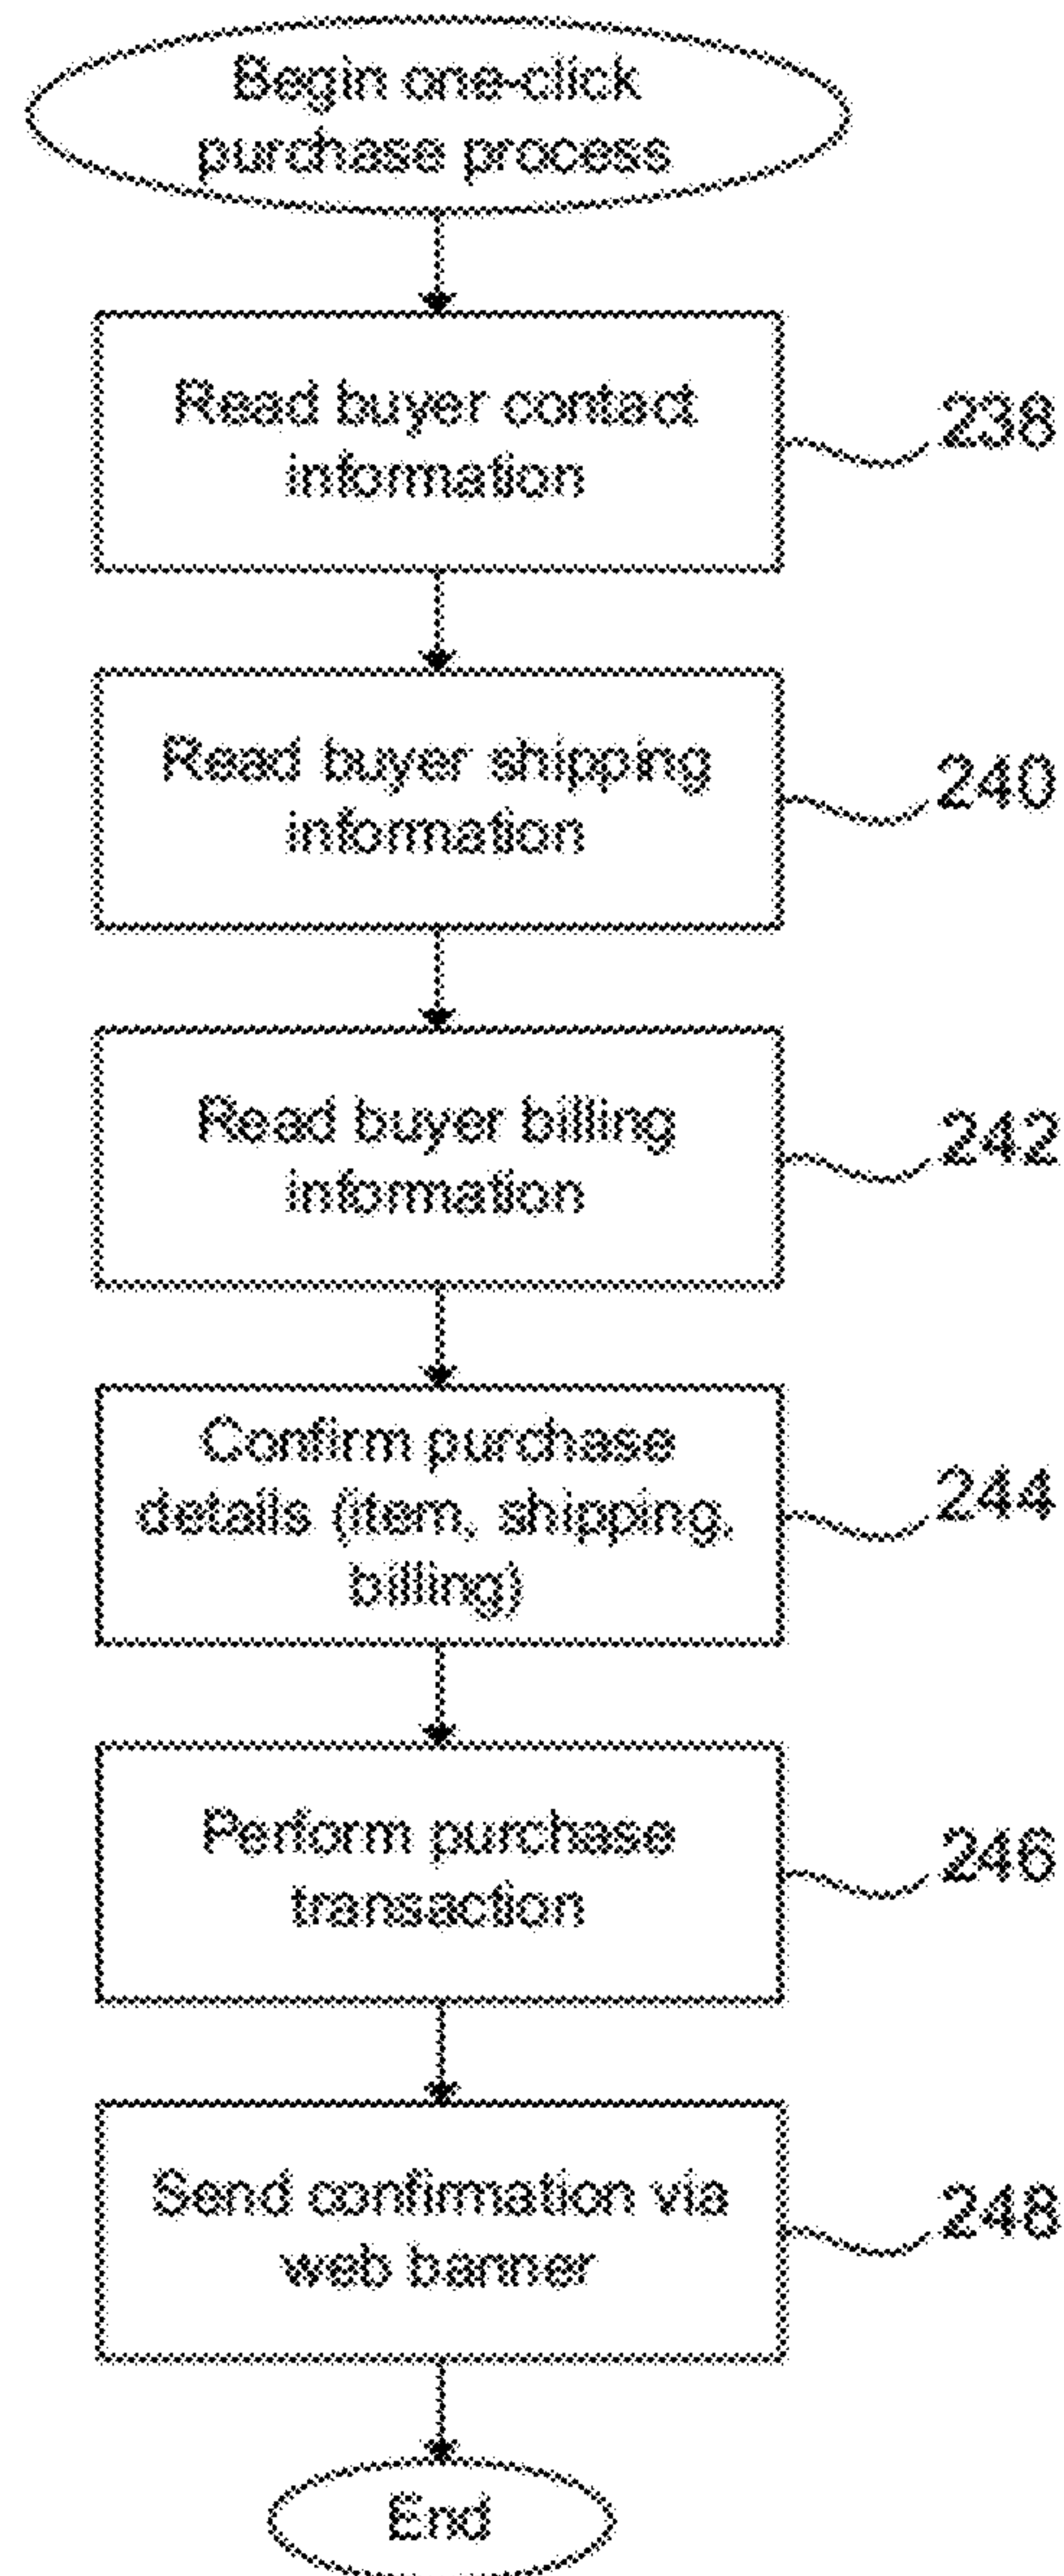 Begin one-click
purchase process
Read buyer contact
information
238
Read buyer shipping
information
240
Read buyer billing
information
242
Confirm purchase
details (item, shipping,
billing)
244
Perform purchase
transaction
246
Send confirmation via
web banner
248
End